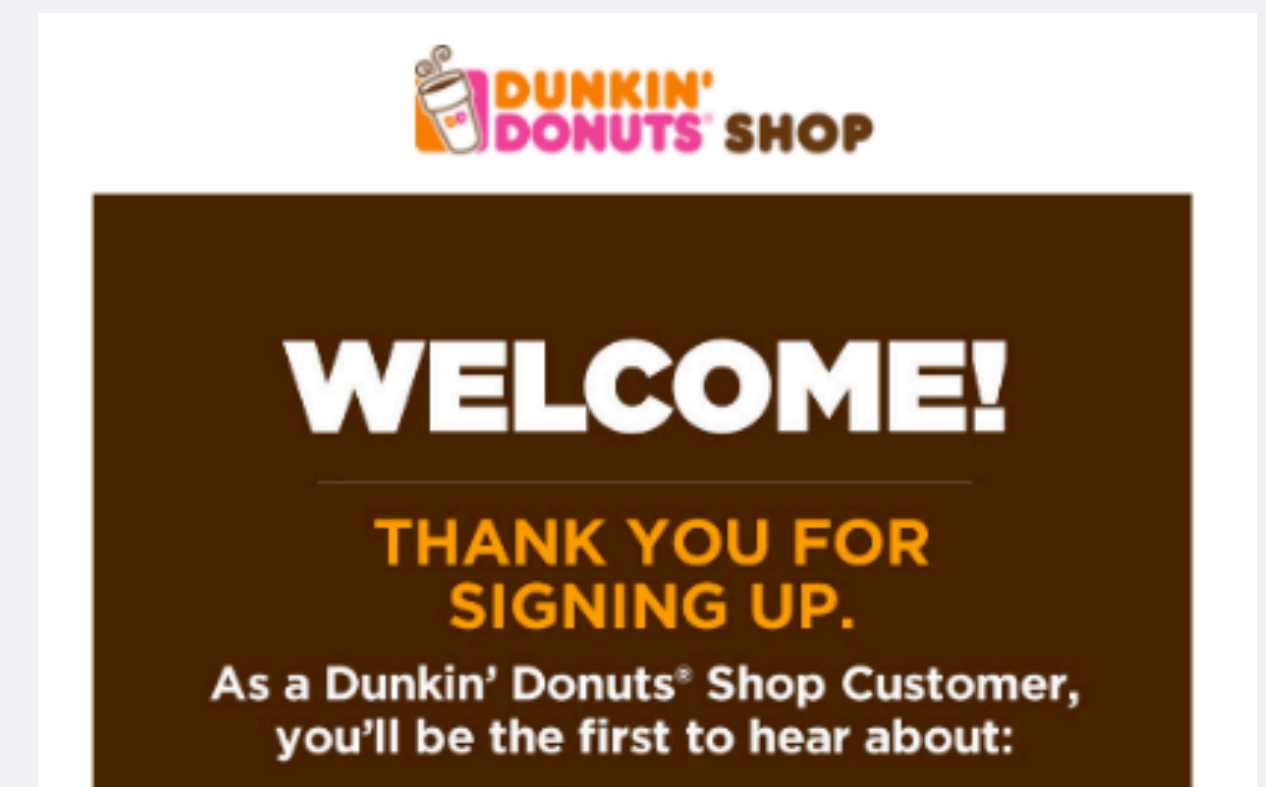 DUNKIN'
DONUTS® SHOP
WELCOME!
THANK YOU FOR
SIGNING UP.
As a Dunkin’ Donuts® Shop Customer,
you’ll be the first to hear about: